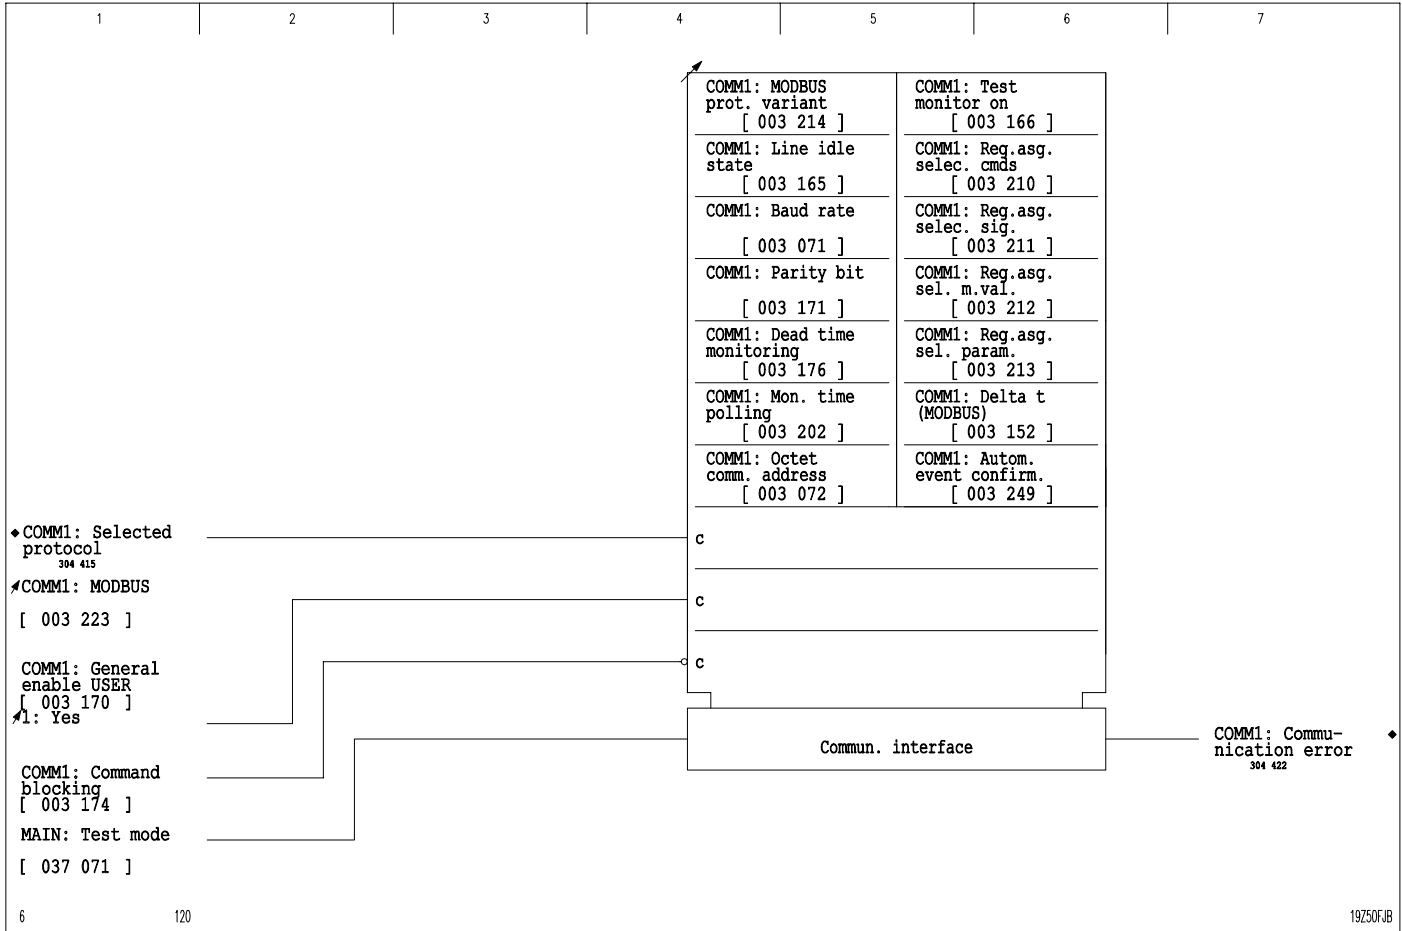 1 2 3 4 5 6 7
COMM1: MODBUS
prot. variant
[ 003 214 ]
COMM1: Test
monitor on
[ 003 166 ]
COMM1: Line idle
state
[ 003 165 ]
COMM1: Reg.asg.
selec. cmds
[ 003 210 ]
COMM1: Baud rate
[ 003 071 ]
COMM1: Reg.asg.
selec. sig.
[ 003 211 ]
COMM1: Parity bit
[ 003 171 ]
COMM1: Reg.asg.
sel. m.val.
[ 003 212 ]
COMM1: Dead time
monitoring
[ 003 176 ]
COMM1: Reg.asg.
sel. param.
[ 003 213 ]
COMM1: Mon. time
polling
[ 003 202 ]
COMM1: Delta t
(MODBUS)
[ 003 152 ]
COMM1: Octet
comm. address
[ 003 072 ]
COMM1: Autom.
event confirm.
[ 003 249 ]
COMM1: Selected
protocol
304 415
C
COMM1: MODBUS
[ 003 223 ]
C
COMM1: General
enable USER
[ 003 170 ]
1: Yes
C
COMM1: Command
blocking
[ 003 174 ]
MAIN: Test mode
[ 037 071 ]
Commun. interface
COMM1: Commu-
nication error
304 422
6 120 19Z50FJB